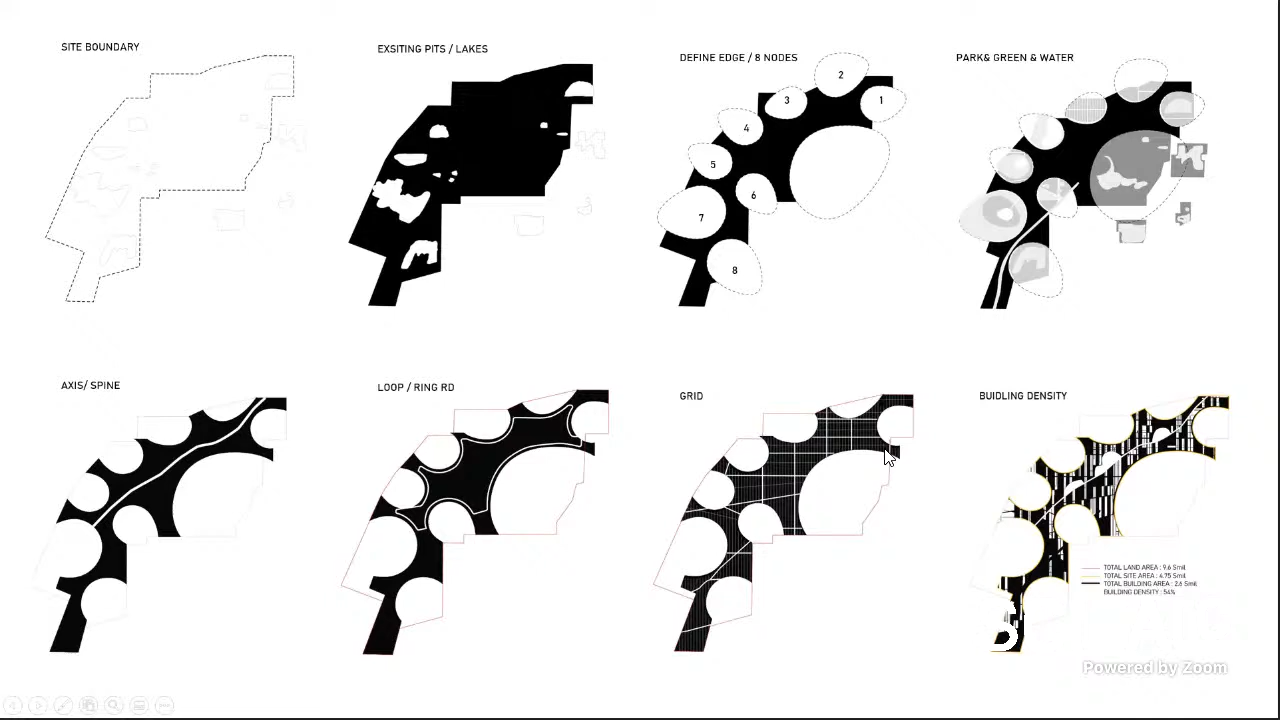 SITE BOUNDARY
EXSITING PITS / LAKES
DEFINE EDGE / 8 NODES
PARK& GREEN & WATER
2
1
3
4
5
6
7
8
AXIS/ SPINE
LOOP / RING RD
GRID
BUIDLING DENSITY
TOTAL LAND AREA : 9.6 Smil
TOTAL SITE AREA : 4.75 Smil
TOTAL BUILDING AREA : 2.6 Smil
BUILDING DENSITY : 54%
Powered by Zoom